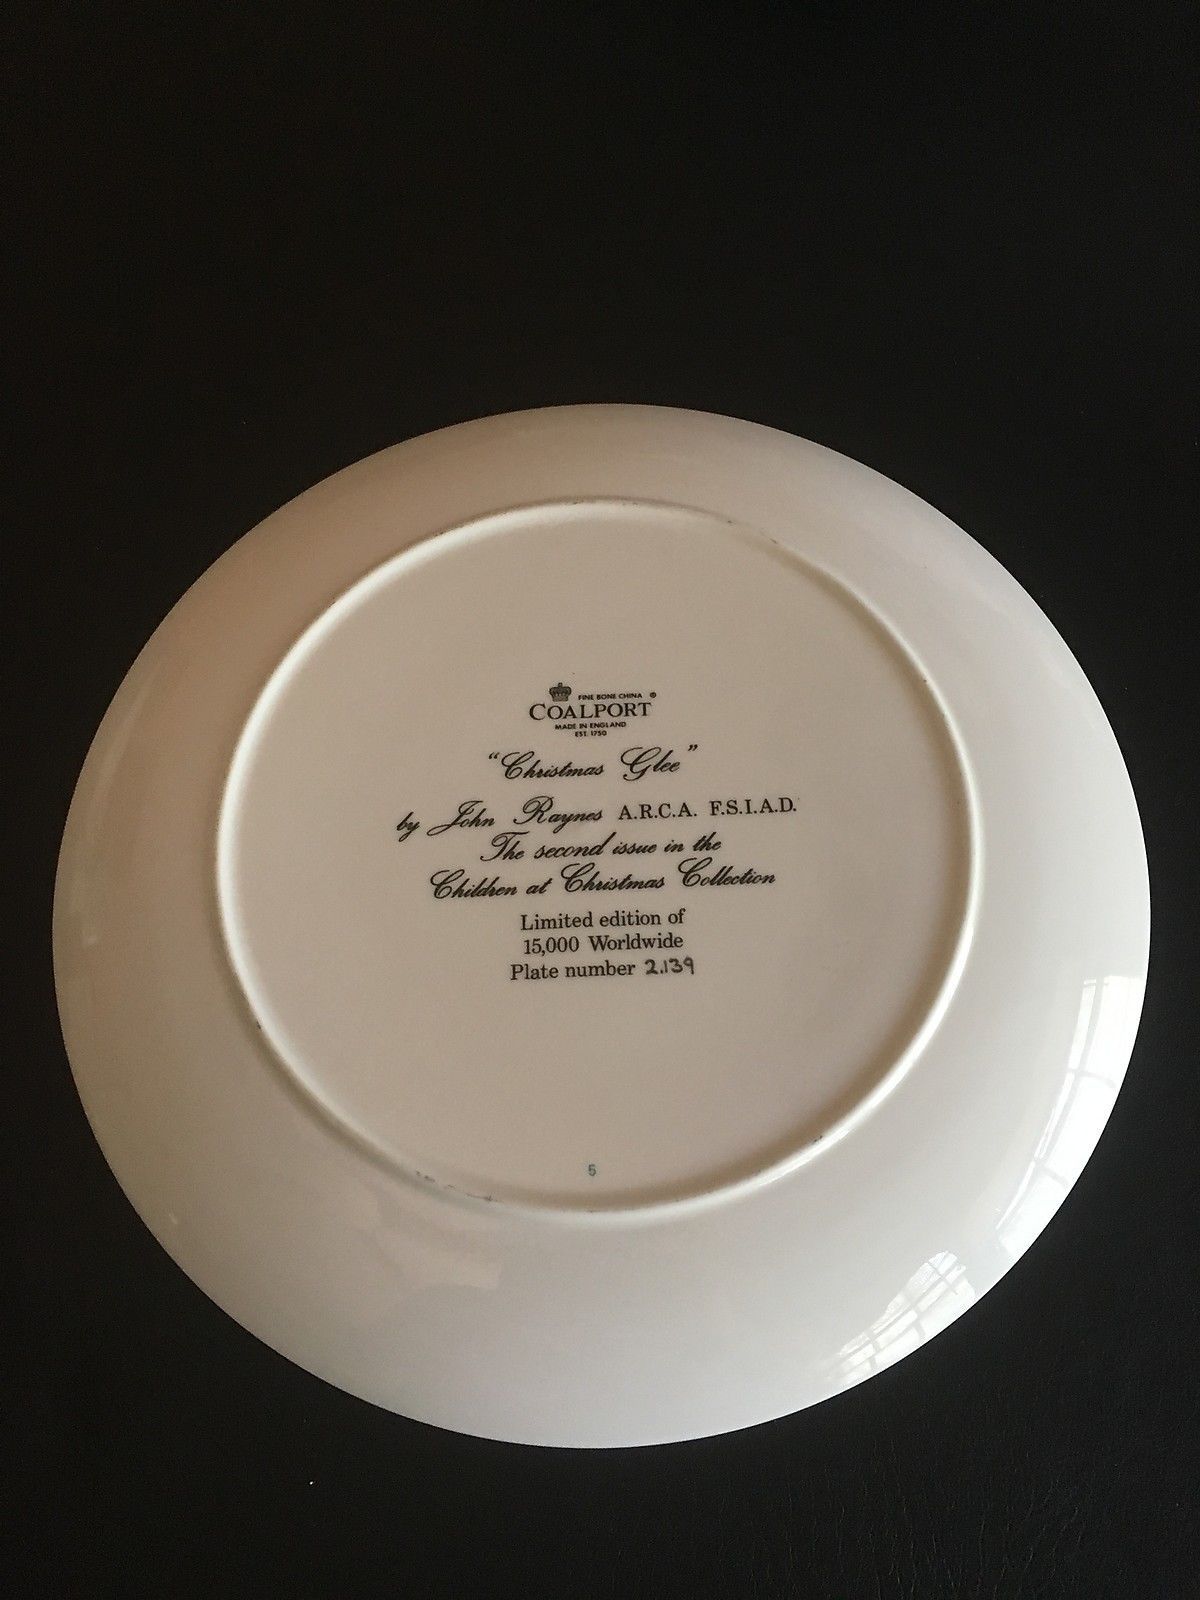 FINE BONE CHINA ®
COALPORT
MADE IN ENGLAND
EST. 1750
"Christmas Glee"
by John Raynes A.R.C.A. F.S.I.A.D.
The second issue in the
Children at Christmas Collection
Limited edition of
15,000 Worldwide
Plate number 2.139
5